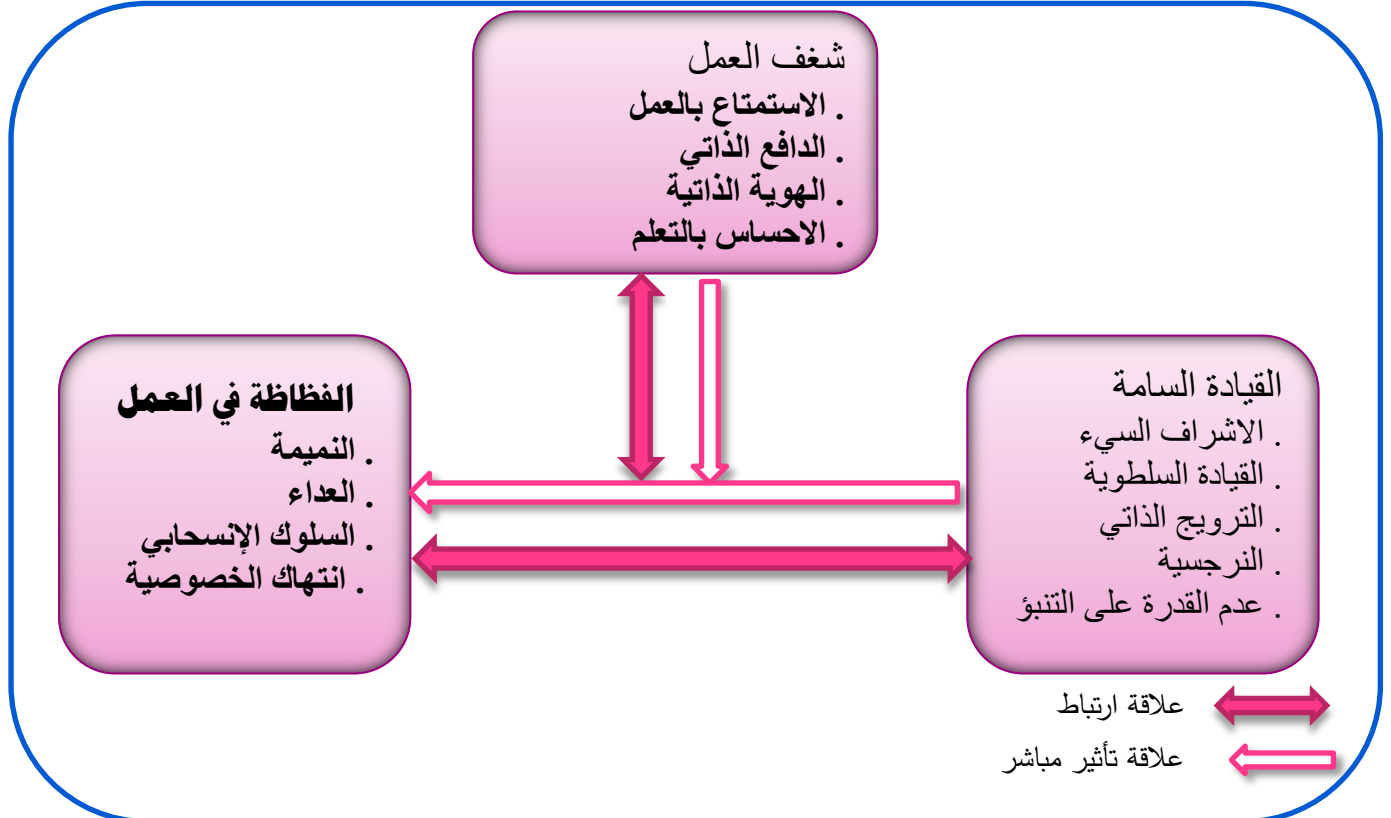 شغف العمل
. الاستمتاع بالعمل
. الدافع الذاتي
. الهوية الذاتية
. الاحساس بالتعلم
القيادة السامة
. الاشراف السيء
. القيادة السلطوية
. الترويج الذاتي
. النرجسية
. عدم القدرة على التنبؤ
الفظاظة في العمل
. النميمة
. العداء
. السلوك الإنسحابي
. انتهاك الخصوصية
علاقة ارتباط
علاقة تأثير مباشر